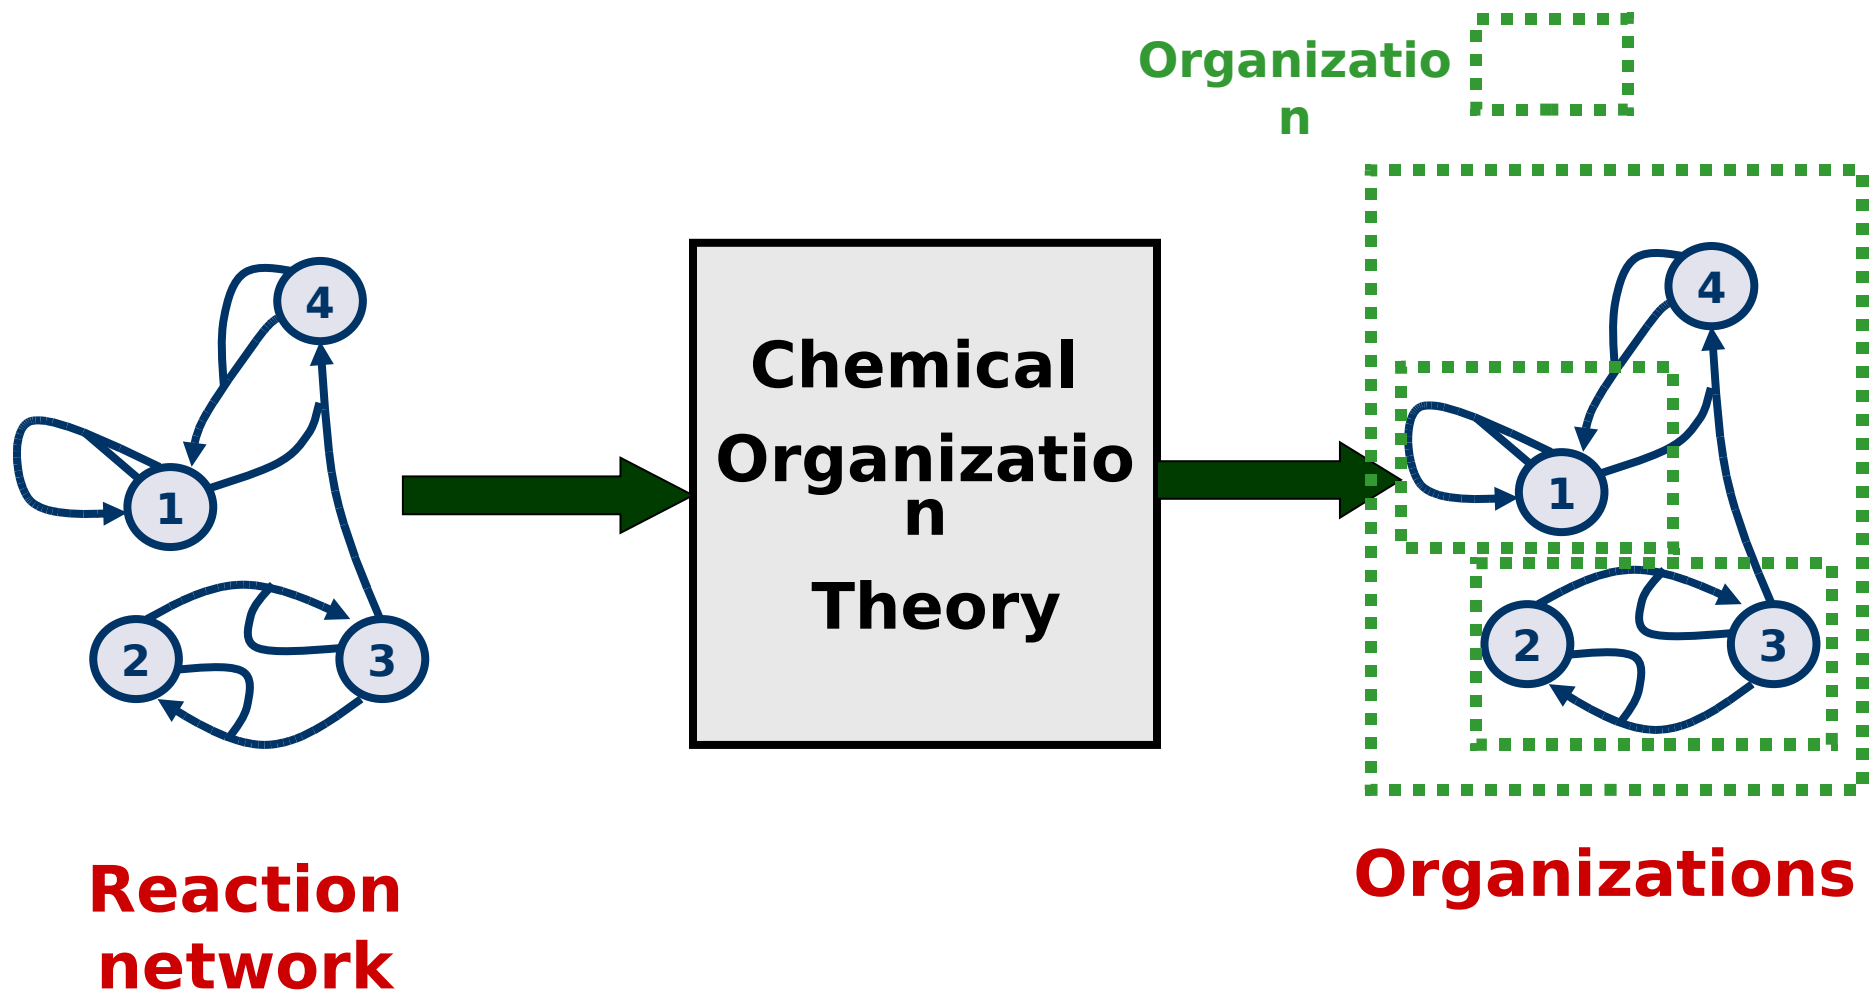 Organizatio
n
4
1
2
3
Chemical
Organizatio
n
Theory
4
1
2
3
Reaction
network
Organizations